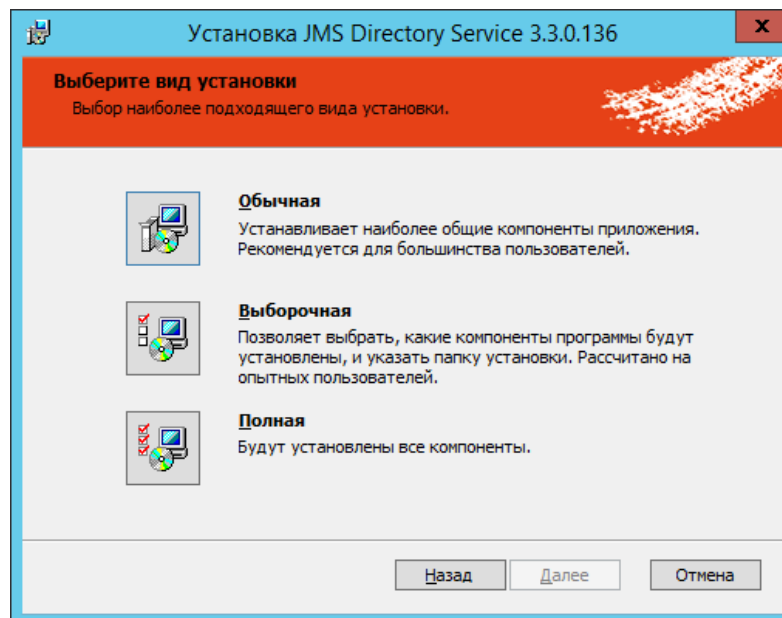 Установка JMS Directory Service 3.3.0.136
x
Выберите вид установки
Выбор наиболее подходящего вида установки.
Обычная
Устанавливает наиболее общие компоненты приложения.
Рекомендуется для большинства пользователей.
Выборочная
Позволяет выбрать, какие компоненты программы будут
установлены, и указать папку установки. Рассчитано на
опытных пользователей.
Полная
Будут установлены все компоненты.
Назад Далее Отмена